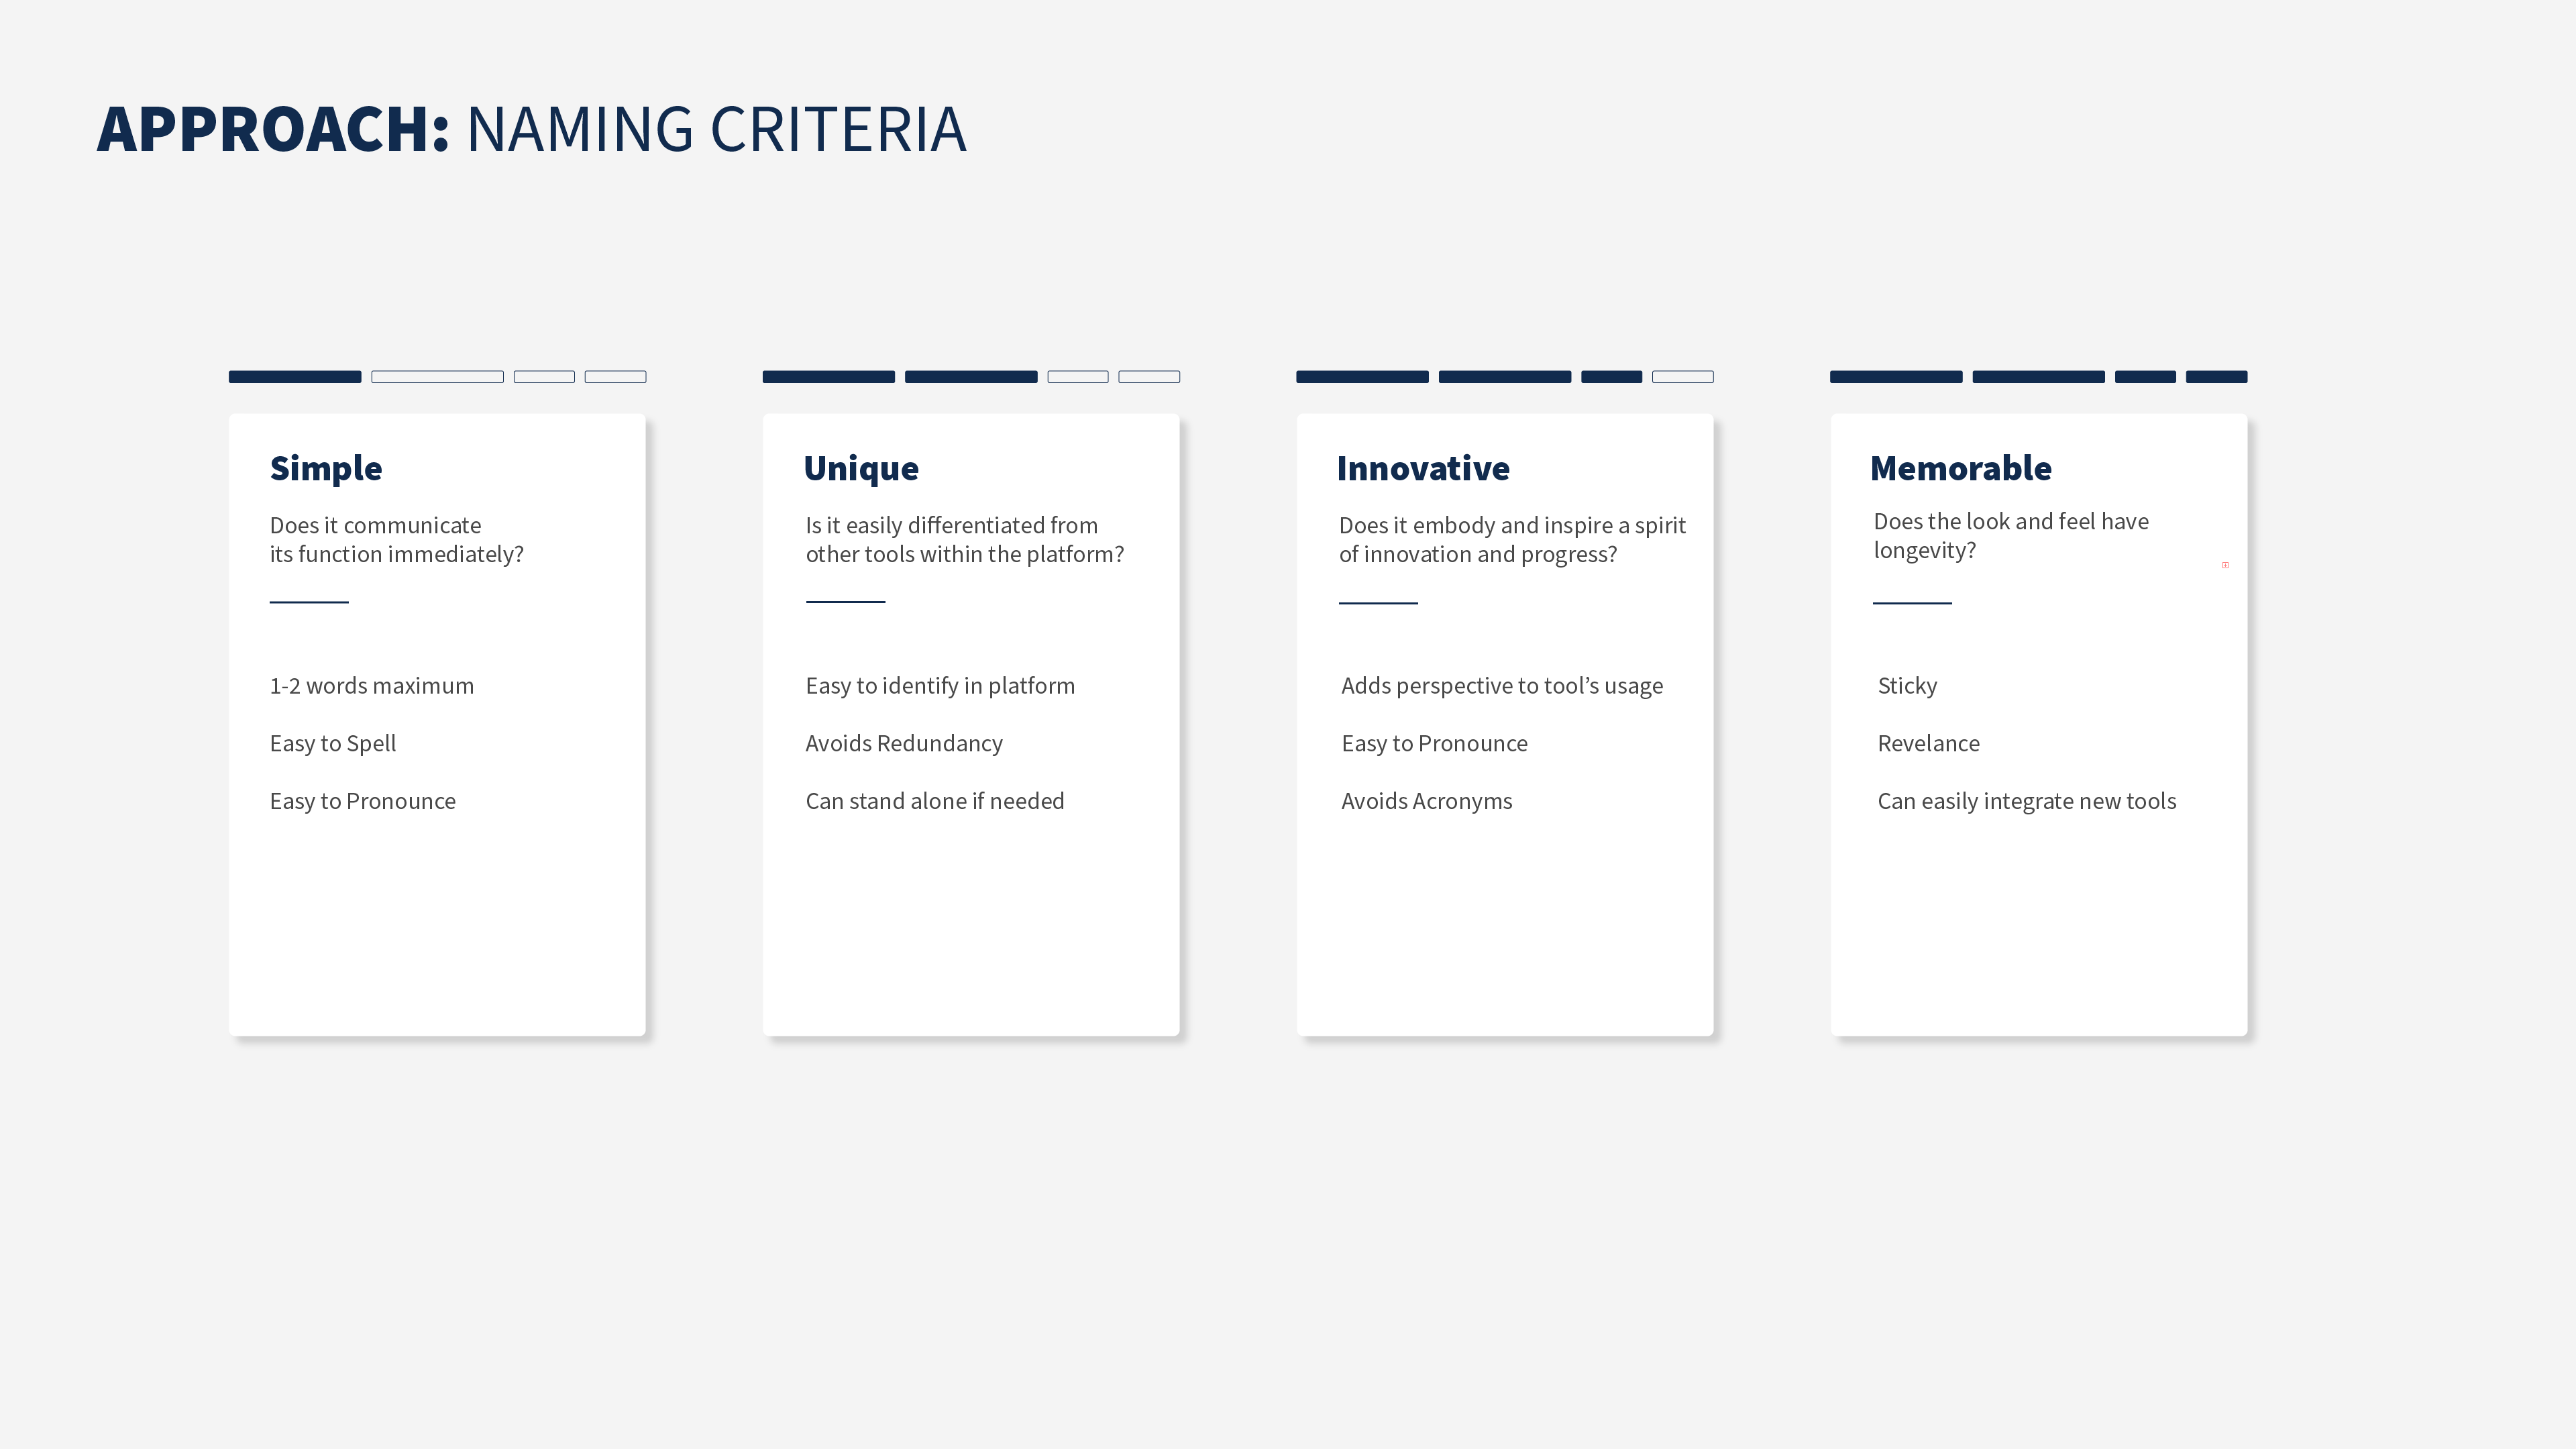 APPROACH: NAMING CRITERIA
Simple
Does it communicate
its function immediately?
1-2 words maximum
Easy to Spell
Easy to Pronounce
Unique
Is it easily differentiated from
other tools within the platform?
Easy to identify in platform
Avoids Redundancy
Can stand alone if needed
Innovative
Does it embody and inspire a spirit
of innovation and progress?
Adds perspective to tool’s usage
Easy to Pronounce
Avoids Acronyms
Memorable
Does the look and feel have
longevity?
Sticky
Revelance
Can easily integrate new tools